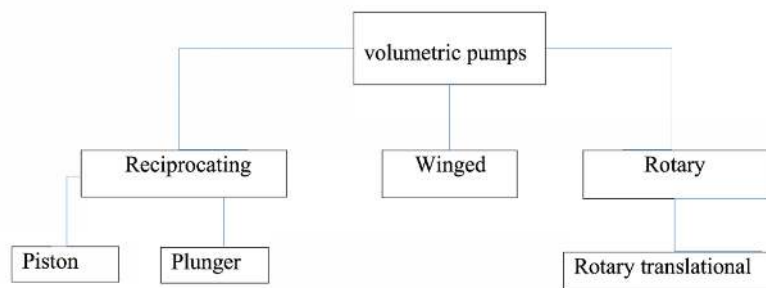 volumetric pumps
Reciprocating
Winged
Rotary
Piston
Plunger
Rotary translational